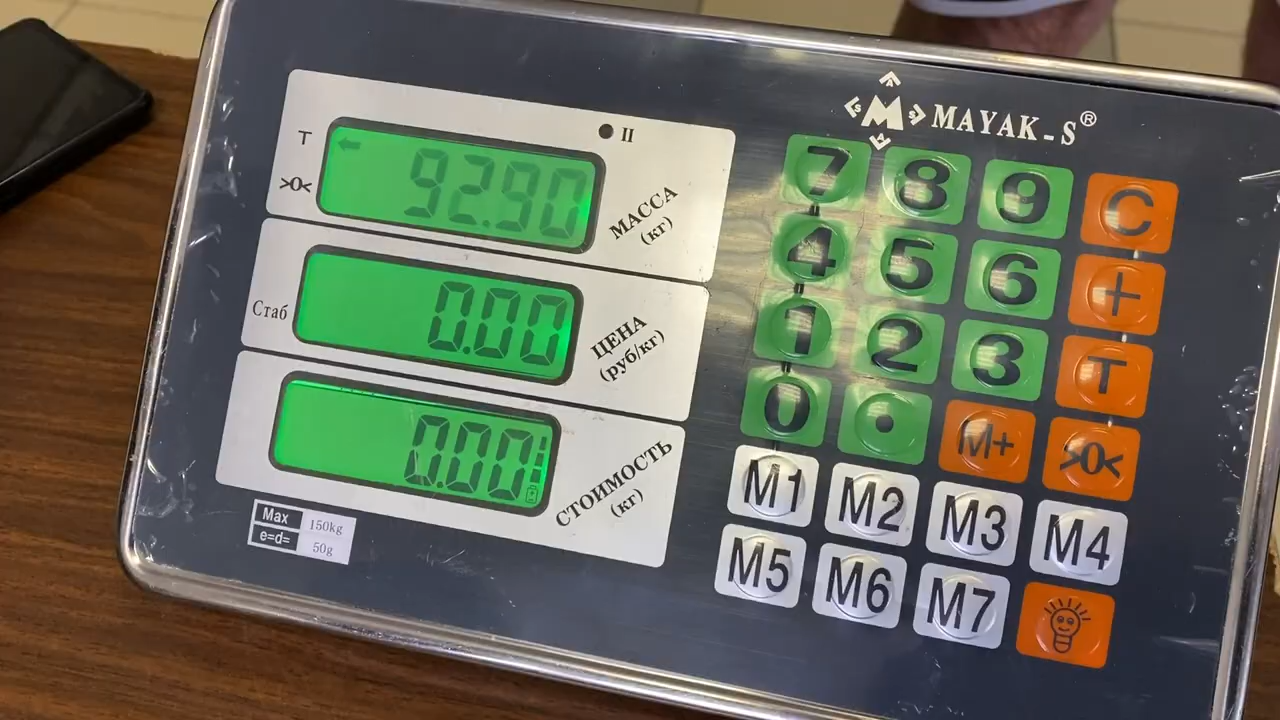 MAYAK-S®
T
II
>0<
92.90
МАССА
(кг)
Стаб
0.00
ЦЕНА
(руб/кг)
0.00
СТОИМОСТЬ
(кг)
Max 150kg
e=d= 50g
7 8 9 C
4 5 6 +
1 2 3 T
0 . M+ >0<
M1 M2 M3 M4
M5 M6 M7